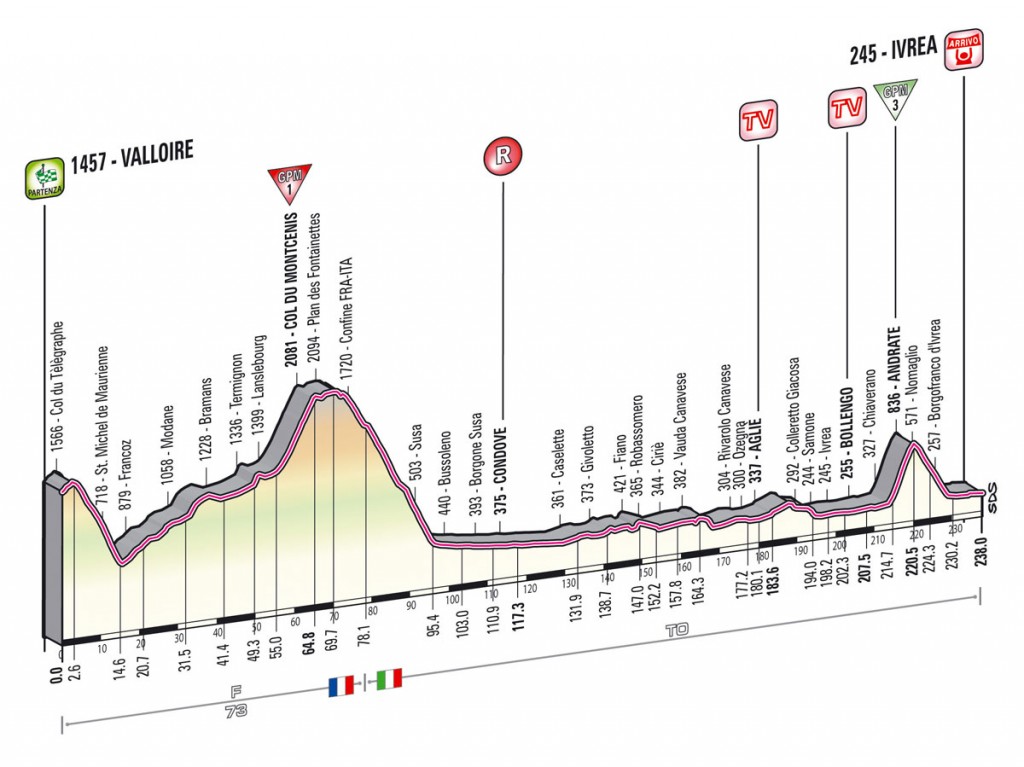 245 - IVREA
ARRIVO
TV
TV
GPM
3
1457 - VALLOIRE
PARTENZA
GPM
1
R
1566 - Col du Tèlègraphe
718 - St. Michel de Maurienne
879 - Francoz
1058 - Modane
1228 - Bramans
1336 - Termignon
1399 - Lanslebourg
2081 - COL DU MONTCENIS
2094 - Plan des Fontainettes
1720 - Confine FRA-ITA
503 - Susa
440 - Bussoleno
393 - Borgone Susa
375 - CONDOVE
361 - Caselette
373 - Givoletto
421 - Fiano
365 - Robassomero
344 - Ciriè
382 - Vauda Canavese
304 - Rivarolo Canavese
300 - Ozegna
337 - AGLIE
292 - Colleretto Giacosa
244 - Samone
245 - Ivrea
255 - BOLLENGO
327 - Chiaverano
836 - ANDRATE
571 - Nomaglio
257 - Borgofranco d'Ivrea
SDS
0
10
20
30
40
50
60
70
80
90
100
110
120
130
140
150
160
170
180
190
200
210
220
230
0.0
2.6
14.6
20.7
31.5
41.4
49.3
55.0
64.8
69.7
78.1
95.4
103.0
110.9
117.3
131.9
138.7
147.0
152.2
157.8
164.3
177.2
180.1
183.6
194.0
198.2
202.3
207.5
214.7
220.5
224.3
230.2
238.0
F
73
TO